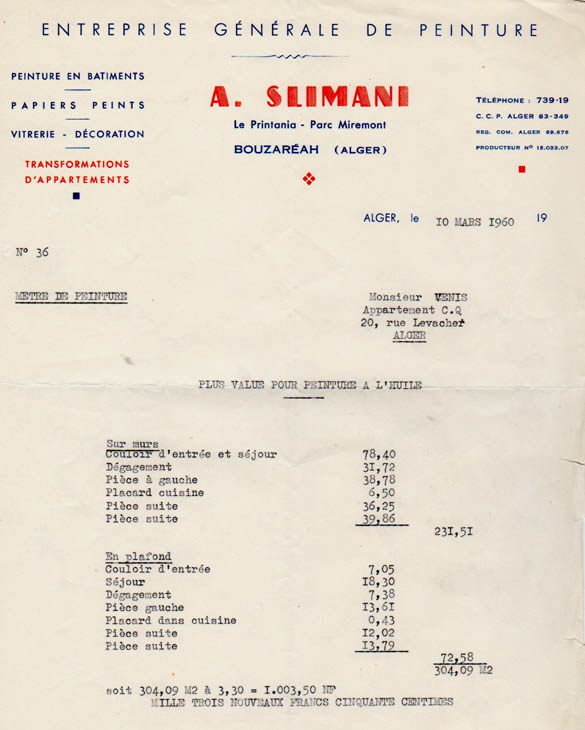 ENTREPRISE GÉNÉRALE DE PEINTURE
PEINTURE EN BATIMENTS
PAPIERS PEINTS
VITRERIE - DÉCORATION
TRANSFORMATIONS
D'APPARTEMENTS
A. SLIMANI
Le Printania - Parc Miremont
BOUZARÉAH (ALGER)
TÉLÉPHONE : 739-19
C. C. P. ALGER 83-349
REG. COM. ALGER 69.676
PRODUCTEUR No 15.023.07
ALGER, le 10 MARS 1960 19
No 36
METRE DE PEINTURE
Monsieur VENIS
Appartement C.Q
20, rue Levacher
ALGER
PLUS VALUE POUR PEINTURE A L'HUILE
Sur murs
Couloir d'entrée et séjour 78,40
Dégagement 31,72
Pièce à gauche 38,78
Placard cuisine 6,50
Pièce suite 36,25
Pièce suite 39,86
231,51
En plafond
Couloir d'entrée 7,05
Séjour 18,30
Dégagement 7,38
Pièce gauche 13,61
Placard dans cuisine 0,43
Pièce suite 12,02
Pièce suite 13,79
72,58
304,09 M2
soit 304,09 M2 à 3,30 = 1.003,50 NF
MILLE TROIS NOUVEAUX FRANCS CINQUANTE CENTIMES